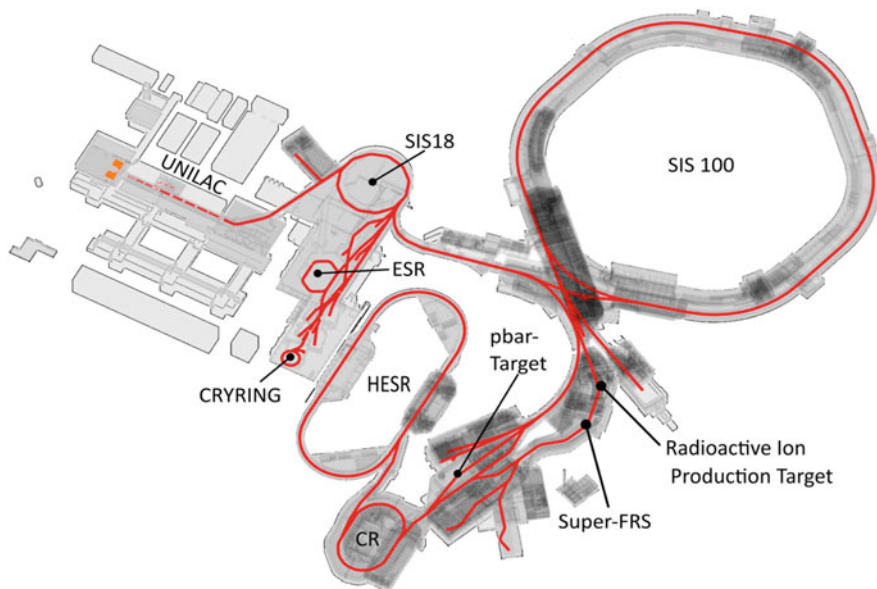 SIS18
UNILAC
SIS 100
ESR
pbar-
Target
HESR
CRYRING
Radioactive Ion
Production Target
Super-FRS
CR